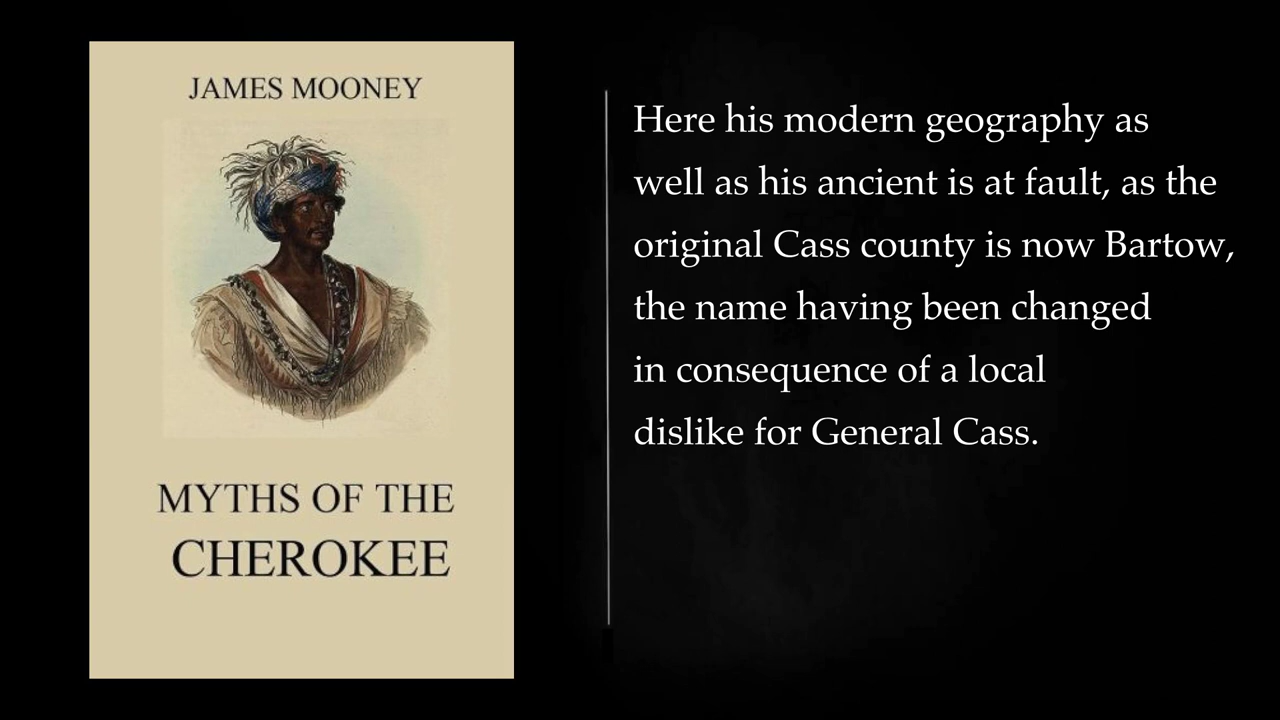 JAMES MOONEY
MYTHS OF THE
CHEROKEE
Here his modern geography as
well as his ancient is at fault, as the
original Cass county is now Bartow,
the name having been changed
in consequence of a local
dislike for General Cass.